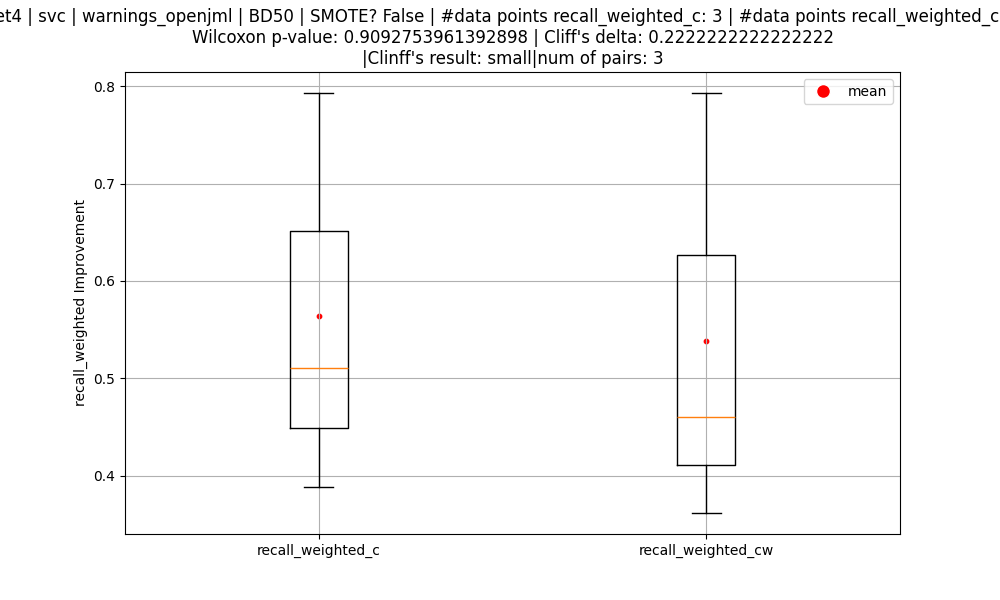 et4 | svc | warnings_openjml | BD50 | SMOTE? False | #data points recall_weighted_c: 3 | #data points recall_weighted_c
Wilcoxon p-value: 0.9092753961392898 | Cliff's delta: 0.2222222222222222
|Clinff's result: small|num of pairs: 3
mean
0.8
0.7
0.6
0.5
0.4
recall_weighted Improvement
recall_weighted_c
recall_weighted_cw